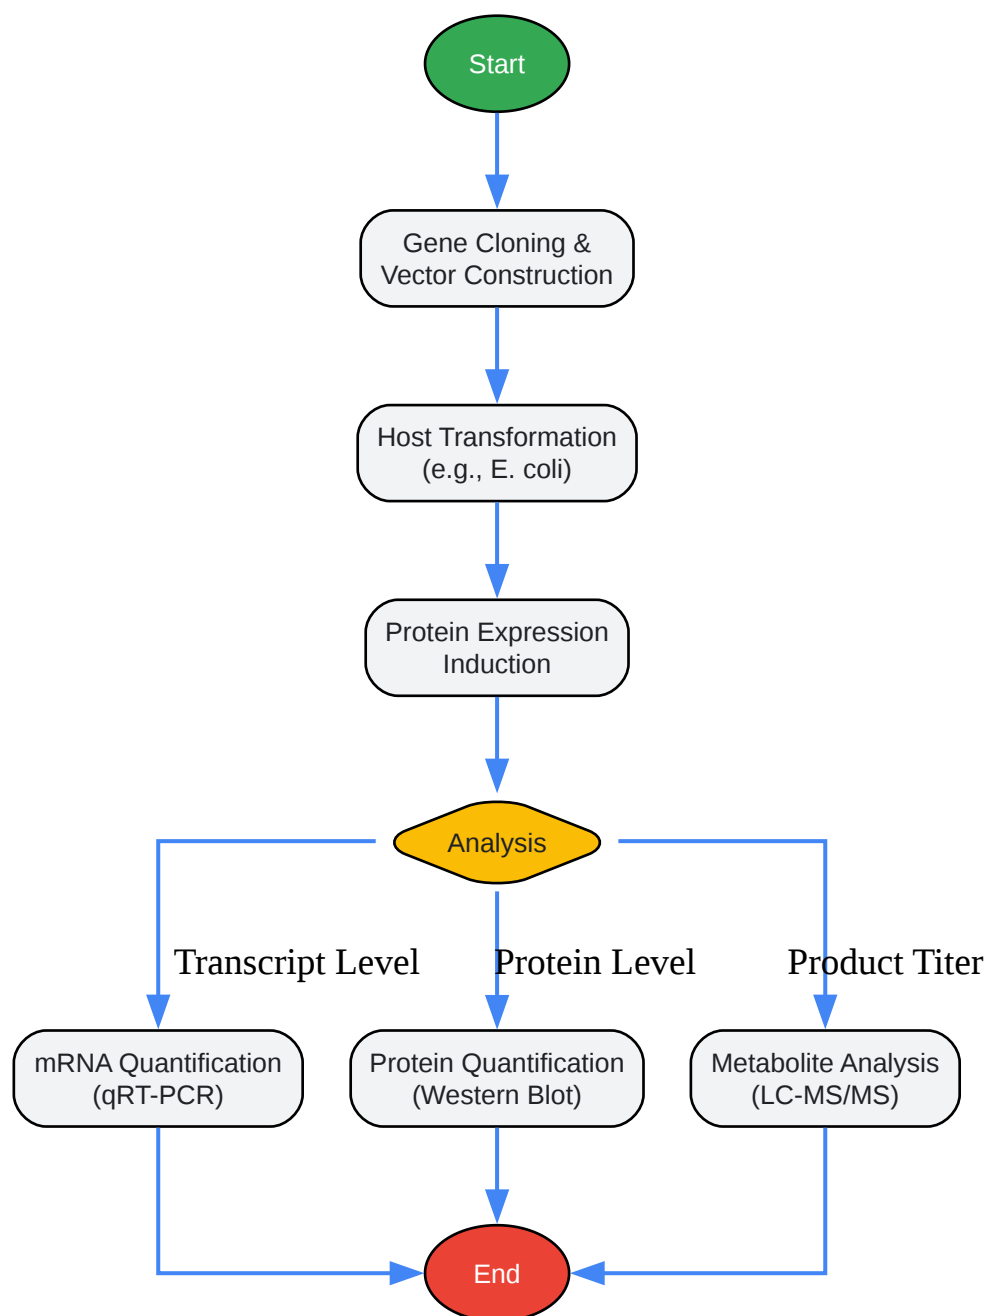 Start
Gene Cloning &
Vector Construction
Host Transformation
(e.g., E. coli)
Protein Expression
Induction
Analysis
Transcript Level
Protein Level
Product Titer
mRNA Quantification
(qRT-PCR)
Protein Quantification
(Western Blot)
Metabolite Analysis
(LC-MS/MS)
End